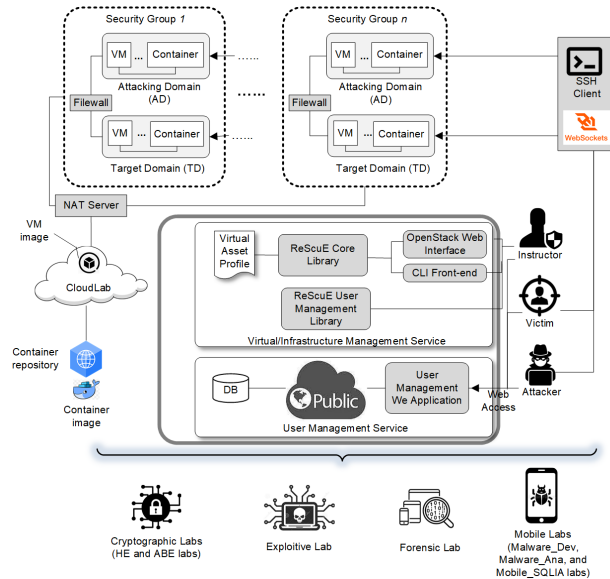 Security Group 1
VM ... Container
Attacking Domain
(AD)
Firewall
VM ... Container
Target Domain (TD)
......
......
......
Security Group n
VM ... Container
Attacking Domain
(AD)
Firewall
VM ... Container
Target Domain (TD)
SSH
Client
WebSockets
NAT Server
VM
image
CloudLab
Container
repository
Container
image
Virtual
Asset
Profile
ReScuE Core
Library
OpenStack Web
Interface
CLI Front-end
ReScuE User
Management
Library
Virtual/Infrastructure Management Service
DB
Public
User
Management
We Application
User Management Service
Instructor
Victim
Attacker
Web
Access
Cryptographic Labs
(HE and ABE labs)
Exploitive Lab
Forensic Lab
Mobile Labs
(Malware_Dev,
Malware_Ana, and
Mobile_SQLIA labs)